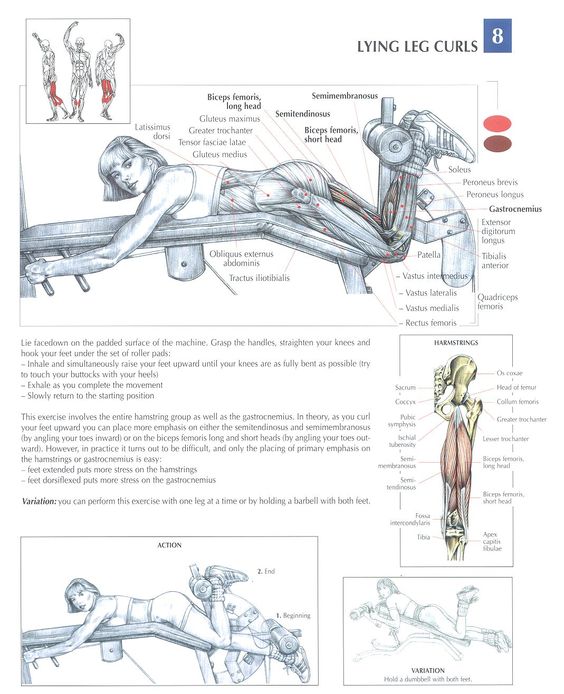 LYING LEG CURLS 8
Biceps femoris,
long head
Gluteus maximus
Greater trochanter
Tensor fasciae latae
Gluteus medius
Latissimus
dorsi
Semimembranosus
Semitendinosus
Biceps femoris,
short head
Soleus
Peroneus brevis
Peroneus longus
Gastrocnemius
Extensor
digitorum
longus
Tibialis
anterior
Patella
Obliquus externus
abdominis
Tractus iliotibialis
– Vastus intermedius
– Vastus lateralis
– Vastus medialis
– Rectus femoris
Quadriceps
femoris
Lie facedown on the padded surface of the machine. Grasp the handles, straighten your knees and
hook your feet under the set of roller pads:
– Inhale and simultaneously raise your feet upward until your knees are as fully bent as possible (try
to touch your buttocks with your heels)
– Exhale as you complete the movement
– Slowly return to the starting position
This exercise involves the entire hamstring group as well as the gastrocnemius. In theory, as you curl
your feet upward you can place more emphasis on either the semitendinosus and semimembranosus
(by angling your toes inward) or on the biceps femoris long and short heads (by angling your toes out-
ward). However, in practice it turns out to be difficult, and only the placing of primary emphasis on
the hamstrings or gastrocnemius is easy:
– feet extended puts more stress on the hamstrings
– feet dorsiflexed puts more stress on the gastrocnemius
Variation: you can perform this exercise with one leg at a time or by holding a barbell with both feet.
HARMSTRINGS
Sacrum
Coccyx
Pubic
symphysis
Ischial
tuberosity
Semi-
membranosus
Semi-
tendinosus
Fossa
intercondylaris
Tibia
Os coxae
Head of femur
Collum femoris
Greater trochanter
Lesser trochanter
Biceps femoris,
long head
Biceps femoris,
short head
Apex
capitis
fibulae
ACTION
2. End
1. Beginning
VARIATION
Hold a dumbbell with both feet.